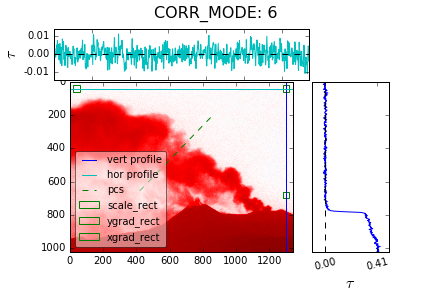 CORR_MODE: 6
0.01
0.00
-0.01
τ
0
200
400
600
800
1000
vert profile
hor profile
pcs
scale_rect
ygrad_rect
xgrad_rect
0 200 400 600 800 1000 1200
0.00 0.41
τ